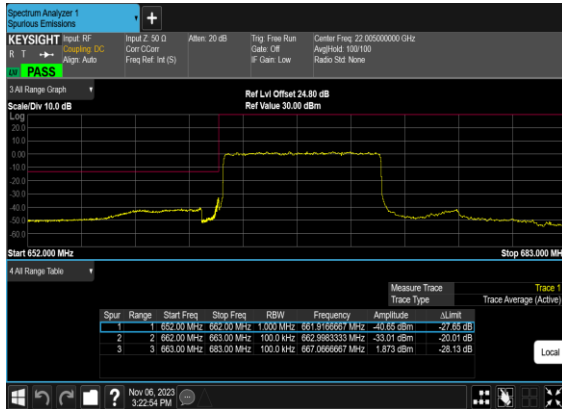 Spectrum Analyzer 1
Spurious Emissions
KEYSIGHT
R T
LXI PASS
Input: RF
Coupling: DC
Align: Auto
Input Z: 50 Ω
Corr CCorr
Freq Ref: Int (S)
Atten: 20 dB
Trig: Free Run
Gate: Off
IF Gain: Low
Center Freq: 22.005000000 GHz
Avg|Hold: 100/100
Radio Std: None
3 All Range Graph
Scale/Div 10.0 dB
Ref Lvl Offset 24.80 dB
Ref Value 30.00 dBm
Log
20.0
10.0
0.00
-10.0
-20.0
-30.0
-40.0
-50.0
-60.0
Start 652.000 MHz
Stop 683.000 MH
4 All Range Table
Measure Trace Trace 1
Trace Type Trace Average (Active)
Spur Range Start Freq Stop Freq RBW Frequency Amplitude ΔLimit
1 1 652.00 MHz 662.00 MHz 1.000 MHz 661.9166667 MHz -40.65 dBm -27.65 dB
2 2 662.00 MHz 663.00 MHz 100.0 kHz 662.9983333 MHz -33.01 dBm -20.01 dB
3 3 663.00 MHz 683.00 MHz 100.0 kHz 667.0666667 MHz 1.873 dBm -28.13 dB
Local
Nov 06, 2023
3:22:54 PM